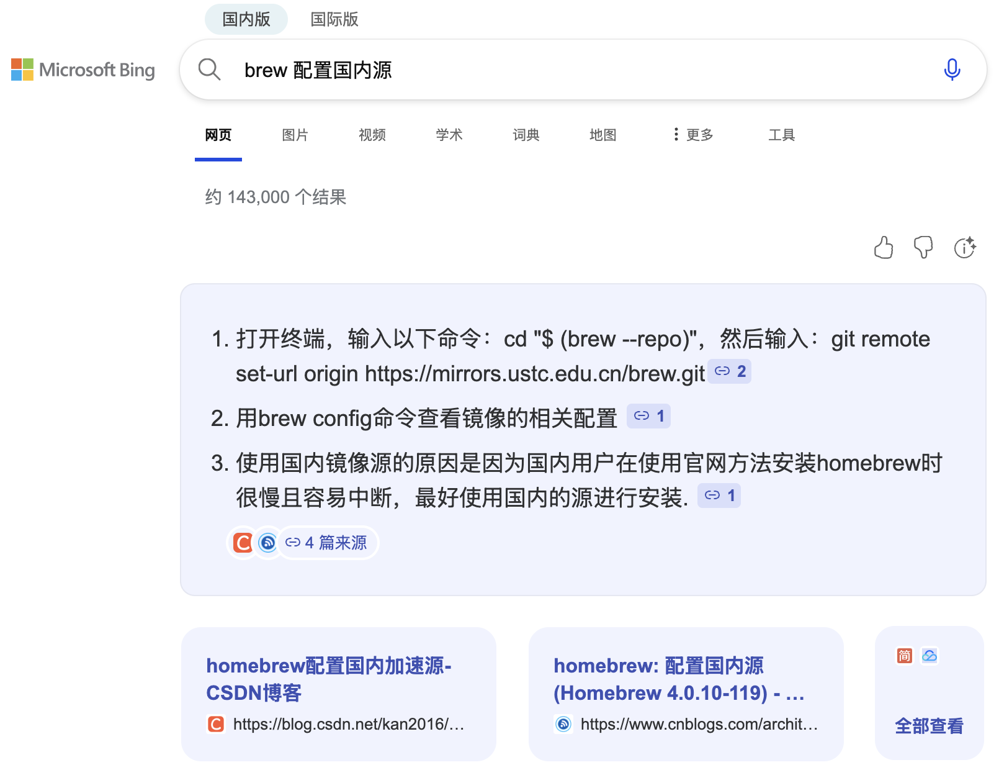 国内版 国际版
Microsoft Bing
brew 配置国内源
网页 图片 视频 学术 词典 地图 更多 工具
约 143,000 个结果
1. 打开终端，输入以下命令：cd "$ (brew --repo)"，然后输入：git remote
set-url origin https://mirrors.ustc.edu.cn/brew.git 2
2. 用brew config命令查看镜像的相关配置 1
3. 使用国内镜像源的原因是因为国内用户在使用官网方法安装homebrew时
很慢且容易中断，最好使用国内的源进行安装. 1
C 4 篇来源
homebrew配置国内加速源-
CSDN博客
C https://blog.csdn.net/kan2016/…
homebrew: 配置国内源
(Homebrew 4.0.10-119) - …
https://www.cnblogs.com/archit…
简
全部查看